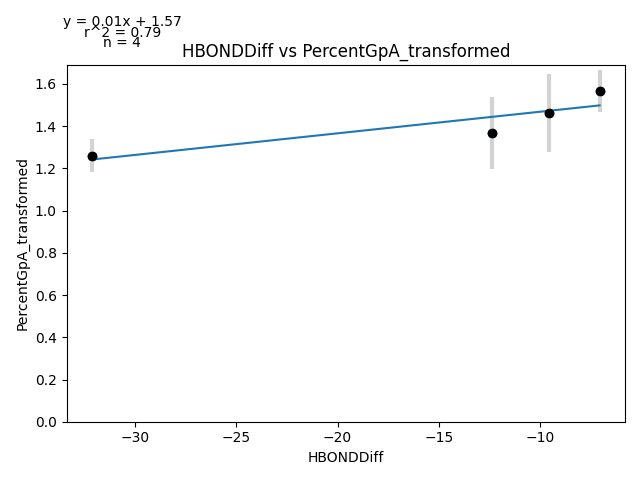 y = 0.01x + 1.57
r^2 = 0.79
n = 4
HBONDDiff vs PercentGpA_transformed
PercentGpA_transformed
1.6
1.4
1.2
1.0
0.8
0.6
0.4
0.2
0.0
−30
−25
−20
−15
−10
HBONDDiff